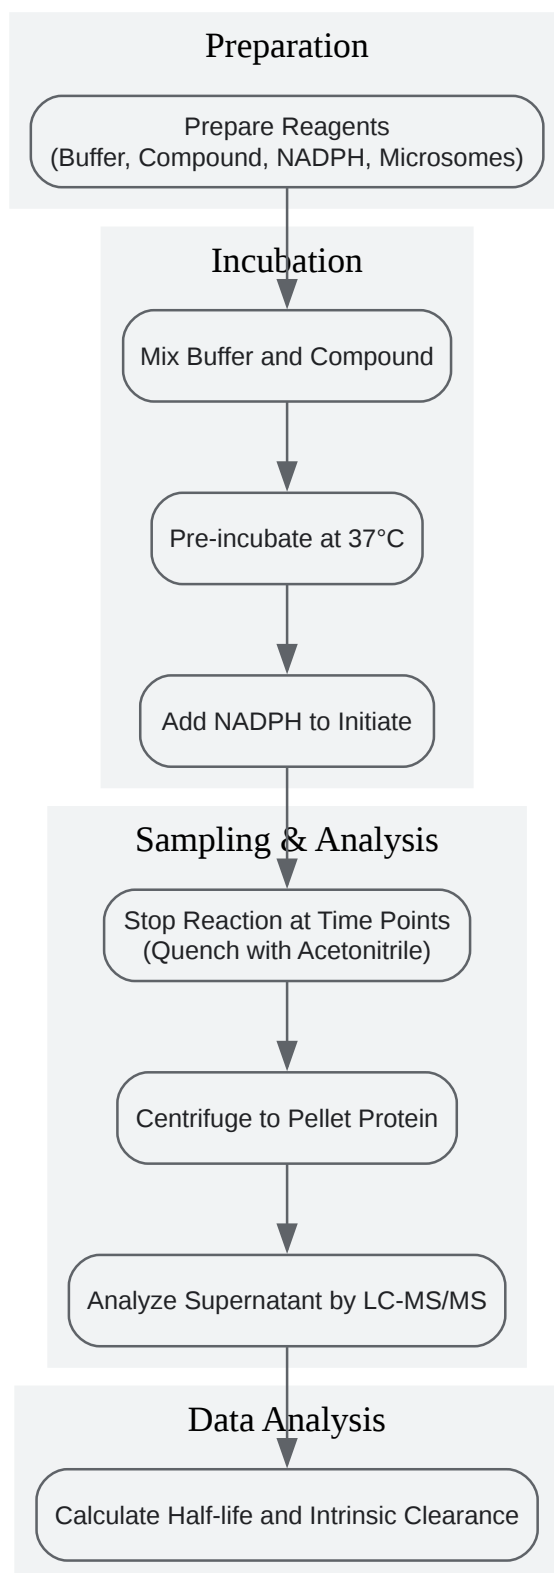 Preparation
Prepare Reagents
(Buffer, Compound, NADPH, Microsomes)
Incubation
Mix Buffer and Compound
Pre-incubate at 37°C
Add NADPH to Initiate
Sampling & Analysis
Stop Reaction at Time Points
(Quench with Acetonitrile)
Centrifuge to Pellet Protein
Analyze Supernatant by LC-MS/MS
Data Analysis
Calculate Half-life and Intrinsic Clearance